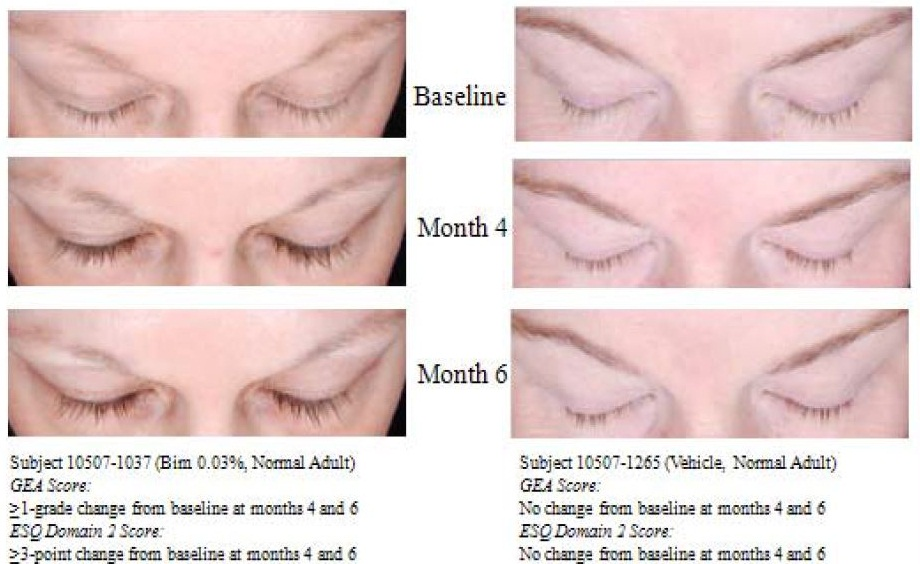 Baseline
Month 4
Month 6
Subject 10507-1037 (Bim 0.03%, Normal Adult)
GEA Score:
≥1-grade change from baseline at months 4 and 6
ESQ Domain 2 Score:
≥3-point change from baseline at months 4 and 6
Subject 10507-1265 (Vehicle, Normal Adult)
GEA Score:
No change from baseline at months 4 and 6
ESQ Domain 2 Score:
No change from baseline at months 4 and 6